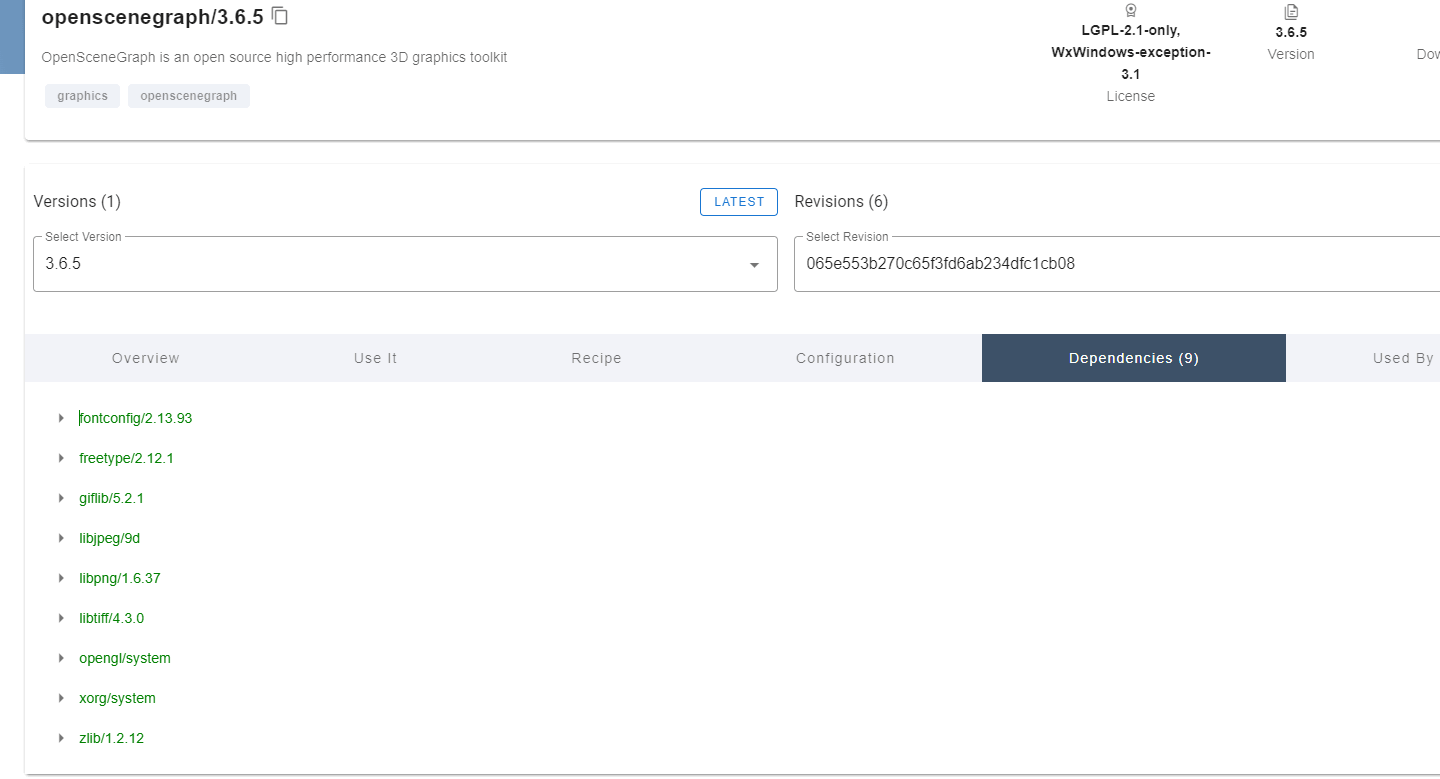 openscenegraph/3.6.5
OpenSceneGraph is an open source high performance 3D graphics toolkit
graphics openscenegraph
LGPL-2.1-only,
WxWindows-exception-
3.1
License
3.6.5
Version
Dow
Versions (1)
LATEST
Revisions (6)
Select Version
3.6.5
Select Revision
065e553b270c65f3fd6ab234dfc1cb08
Overview Use It Recipe Configuration Dependencies (9) Used By
fontconfig/2.13.93
freetype/2.12.1
giflib/5.2.1
libjpeg/9d
libpng/1.6.37
libtiff/4.3.0
opengl/system
xorg/system
zlib/1.2.12